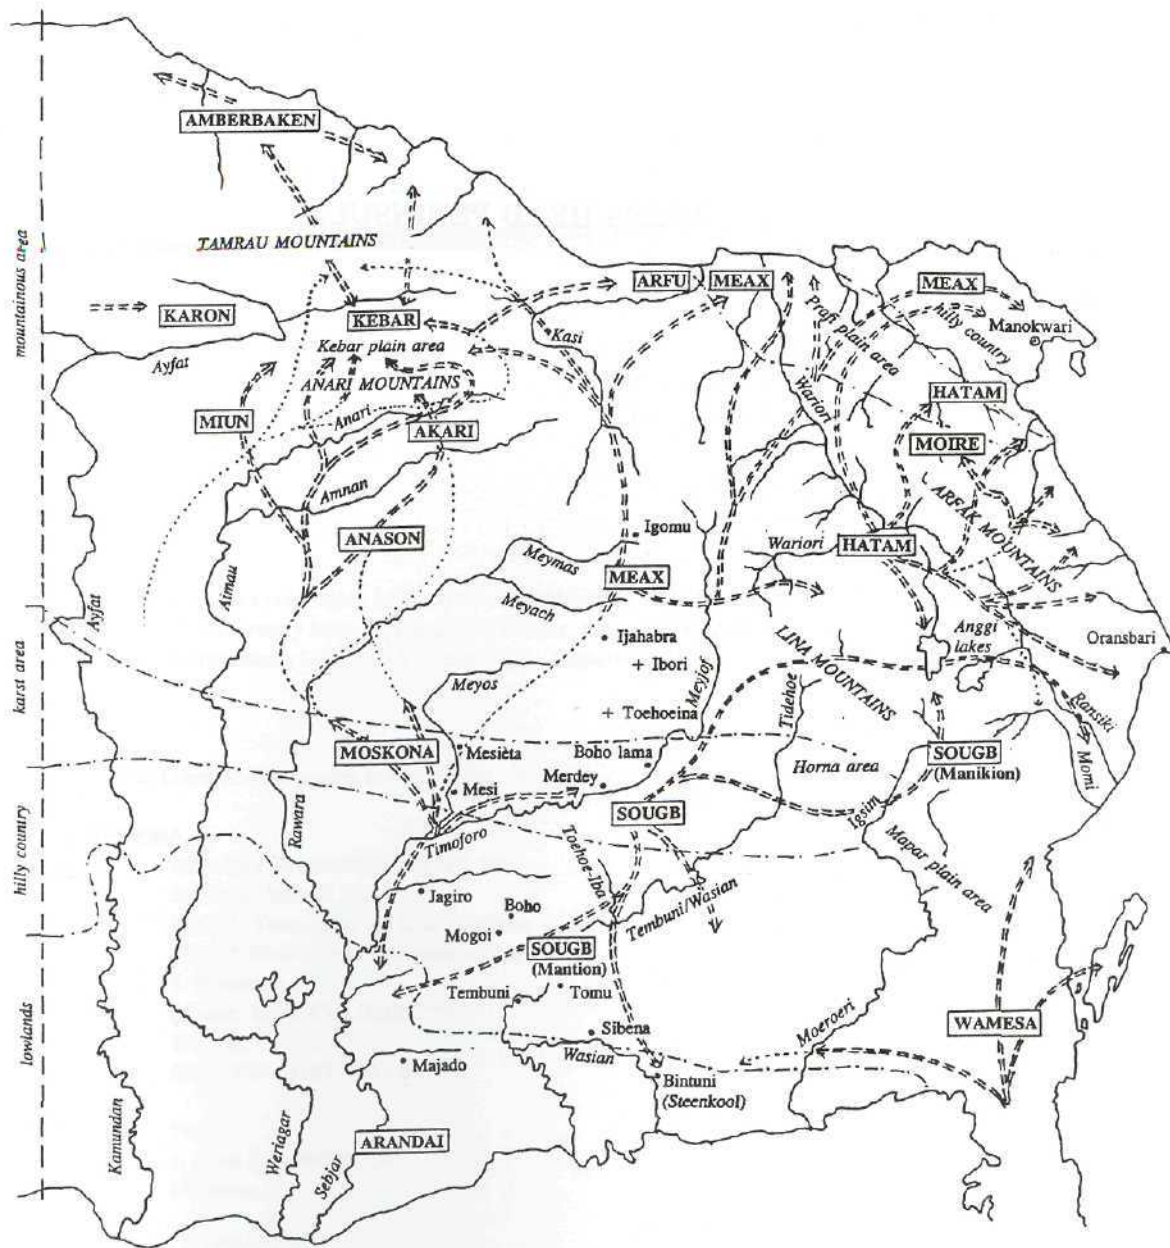 AMBERBAKEN
TAMRAU MOUNTAINS
mountainous area
ARFU
MEAX
MEAX
KARON
KEBAR
Prafi plain area
hilly country
Manokwari
Kasi
Kebar plain area
Ayfat
ANARI MOUNTAINS
Wariori
HATAM
Anari
MIUN
AKARI
MOIRE
Amnan
ARFAK MOUNTAINS
Igomu
ANASON
Wariori
HATAM
Meymas
MEAX
Aimau
Meyach
Ayfat
Anggi
lakes
Ijahabra
Oransbari
LINA MOUNTAINS
Ibori
karst area
Meyos
Meyjof
Tidehoe
Toehoeina
Ransiki
MOSKONA
Mesiëta
Boho lama
SOUGB
(Manikion)
Horna area
Momi
Merdey
Mesi
SOUGB
Igsim
Rawara
Timoforo
Toehoe-Iba
hilly country
Mapar plain area
Jagiro
Boho
Tembuni/Wasian
Mogoi
SOUGB
(Mantion)
Tembuni
Tomu
lowlands
WAMESA
Sibena
Moeroeri
Wasian
Majado
Bintuni
(Steenkool)
Kamundan
Weriagar
Sebjar
ARANDAI